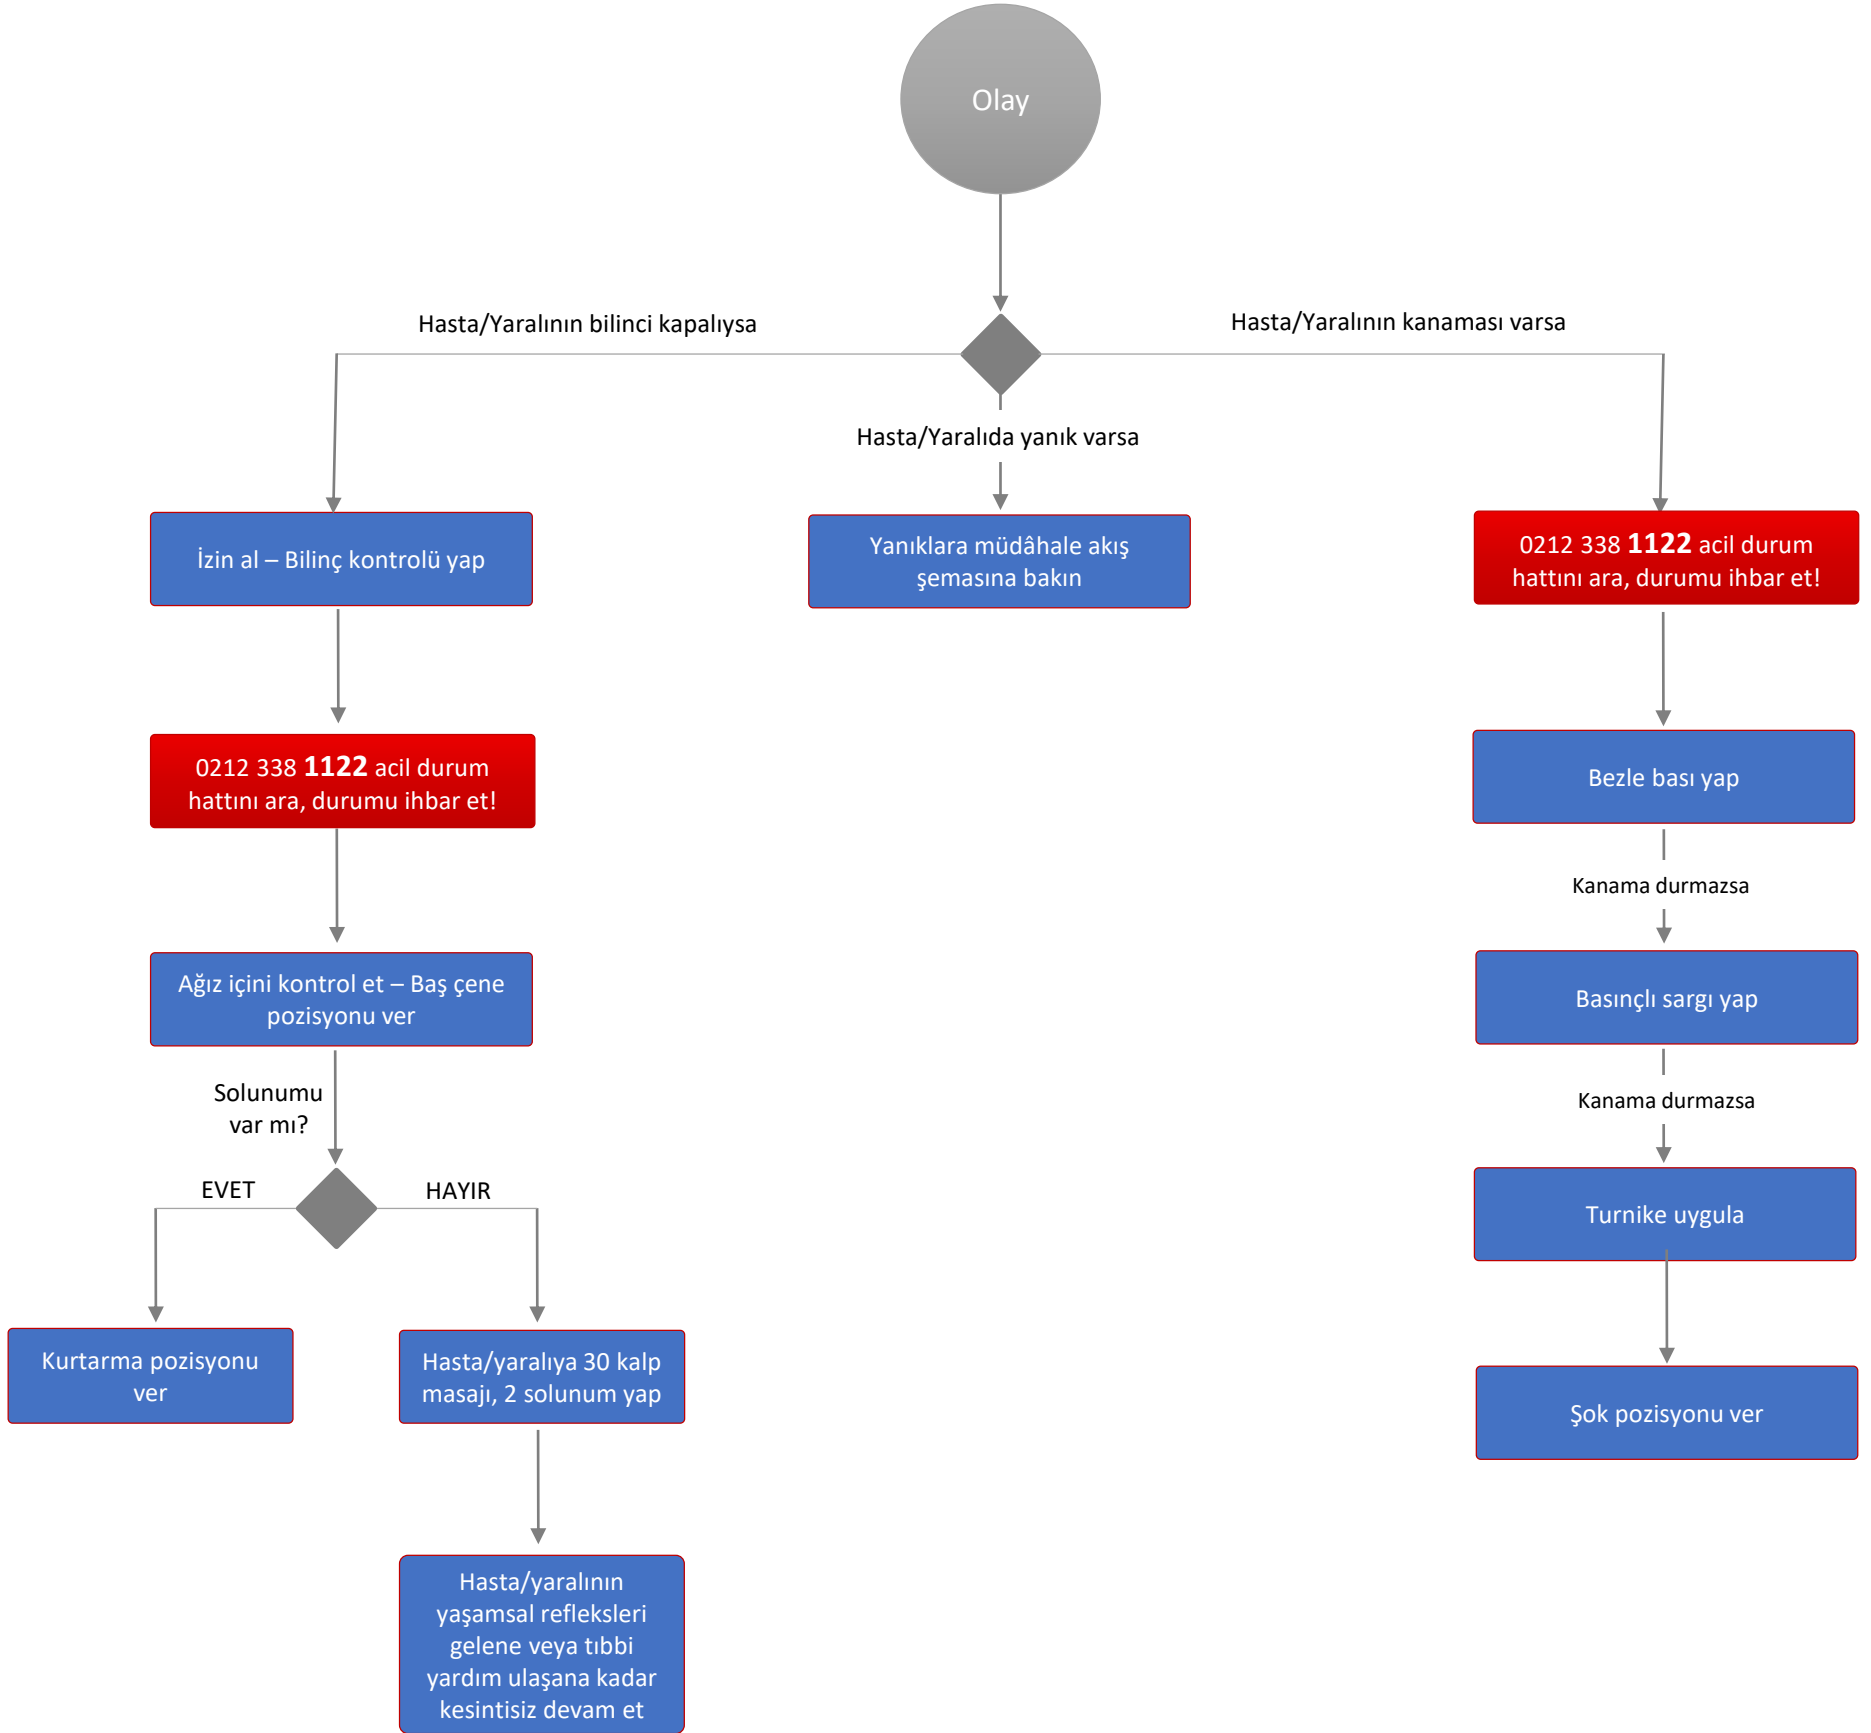 Olay
Hasta/Yaralının bilinci kapalıysa
Hasta/Yaralının kanaması varsa
Hasta/Yaralıda yanık varsa
İzin al – Bilinç kontrolü yap
Yanıklara müdâhale akış
şemasına bakın
0212 338 1122 acil durum
hattını ara, durumu ihbar et!
0212 338 1122 acil durum
hattını ara, durumu ihbar et!
Bezle bası yap
Kanama durmazsa
Ağız içini kontrol et – Baş çene
pozisyonu ver
Basınçlı sargı yap
Solunumu
var mı?
Kanama durmazsa
EVET
HAYIR
Turnike uygula
Kurtarma pozisyonu
ver
Hasta/yaralıya 30 kalp
masajı, 2 solunum yap
Şok pozisyonu ver
Hasta/yaralının
yaşamsal refleksleri
gelene veya tıbbi
yardım ulaşana kadar
kesintisiz devam et